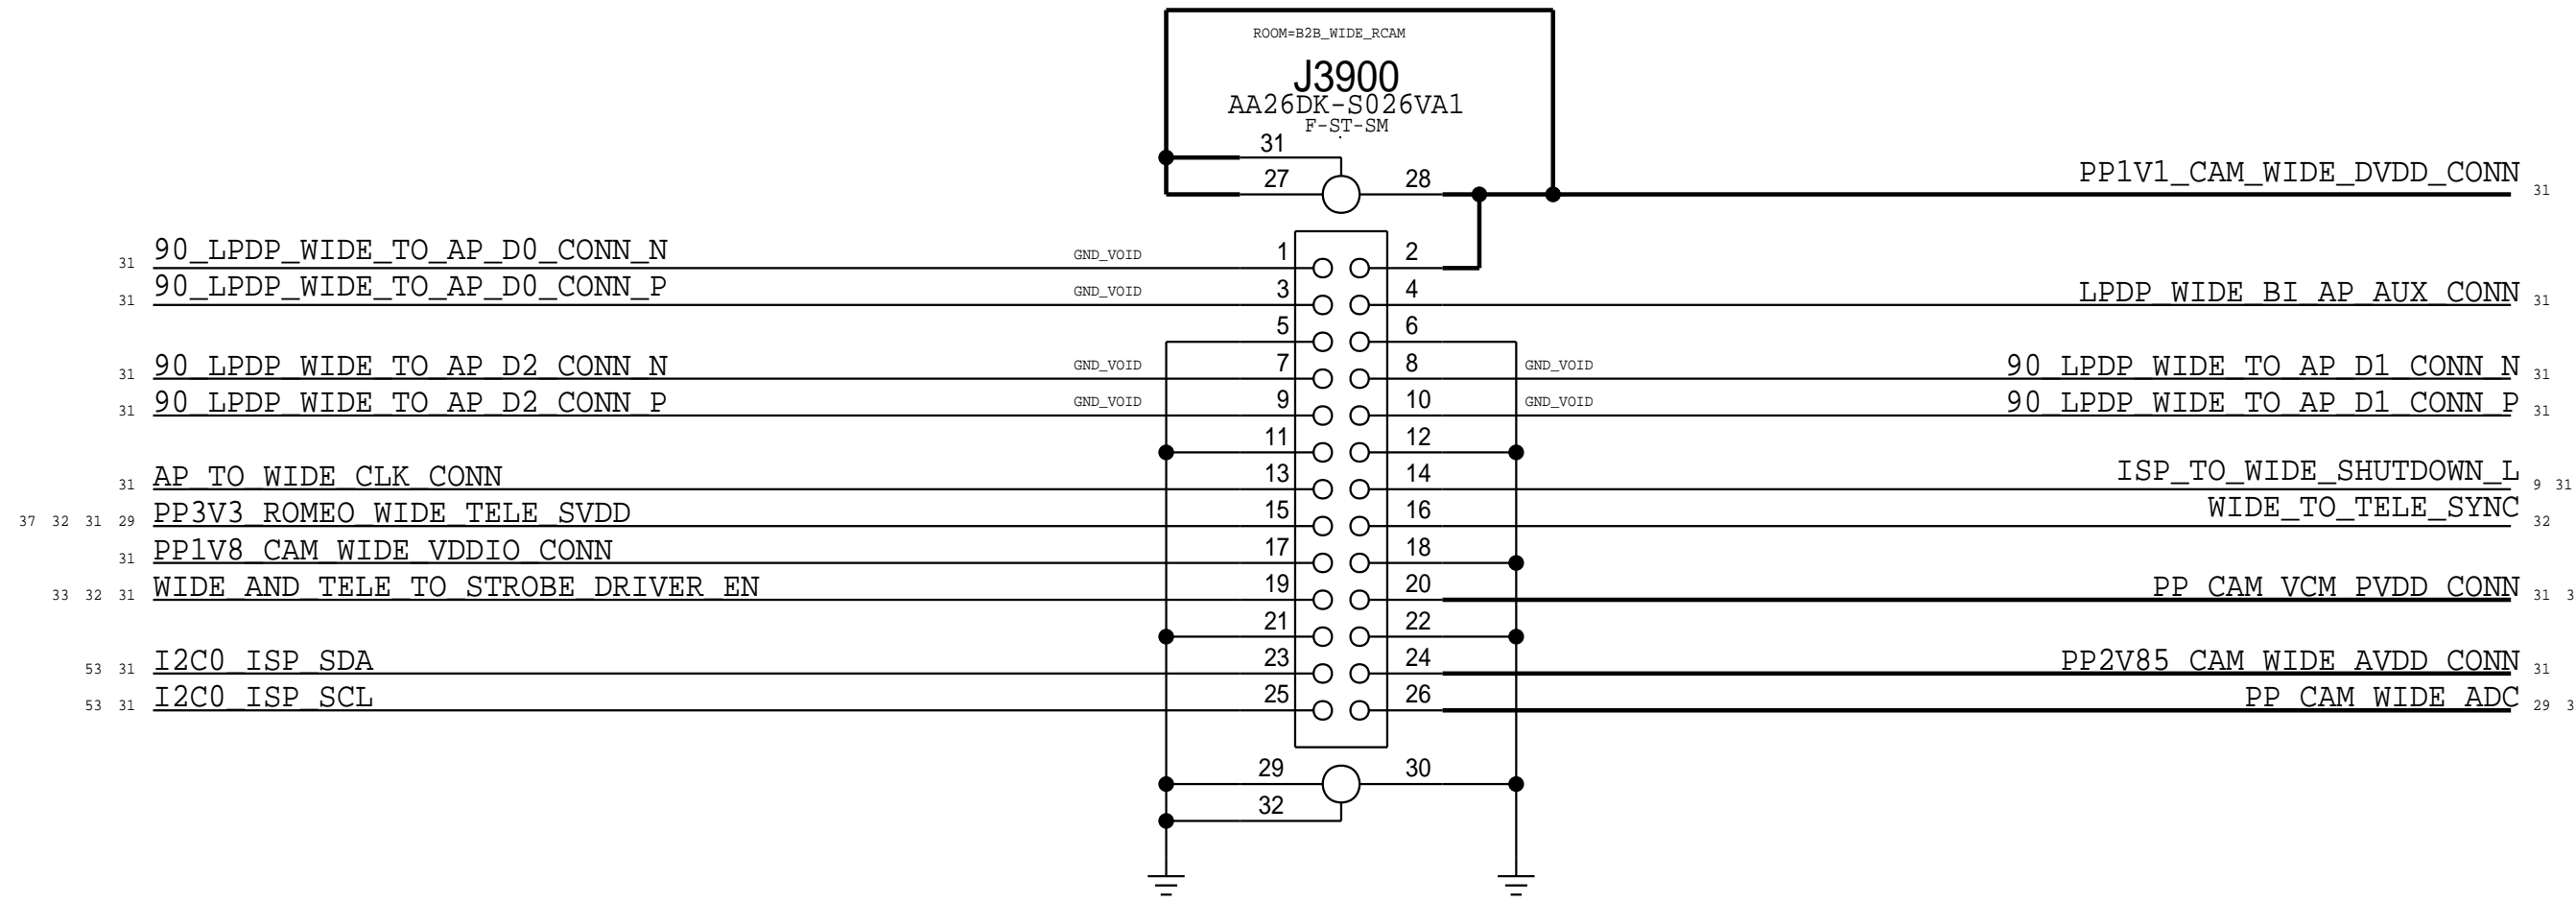 ROOM=B2B_WIDE_RCAM
J3900
AA26DK-S026VA1
F-ST-SM
31
27 28 PP1V1_CAM_WIDE_DVDD_CONN 31
31 90_LPDP_WIDE_TO_AP_D0_CONN_N GND_VOID 1 2
31 90_LPDP_WIDE_TO_AP_D0_CONN_P GND_VOID 3 4 LPDP_WIDE_BI_AP_AUX_CONN 31
5 6
31 90_LPDP_WIDE_TO_AP_D2_CONN_N GND_VOID 7 8 GND_VOID 90_LPDP_WIDE_TO_AP_D1_CONN_N 31
31 90_LPDP_WIDE_TO_AP_D2_CONN_P GND_VOID 9 10 GND_VOID 90_LPDP_WIDE_TO_AP_D1_CONN_P 31
11 12
31 AP_TO_WIDE_CLK_CONN 13 14 ISP_TO_WIDE_SHUTDOWN_L 9 31
37 32 31 29 PP3V3_ROMEO_WIDE_TELE_SVDD 15 16 WIDE_TO_TELE_SYNC 32
31 PP1V8_CAM_WIDE_VDDIO_CONN 17 18
33 32 31 WIDE_AND_TELE_TO_STROBE_DRIVER_EN 19 20 PP_CAM_VCM_PVDD_CONN 31 3
21 22
53 31 I2C0_ISP_SDA 23 24 PP2V85_CAM_WIDE_AVDD_CONN 31
53 31 I2C0_ISP_SCL 25 26 PP_CAM_WIDE_ADC 29 3
29 30
32